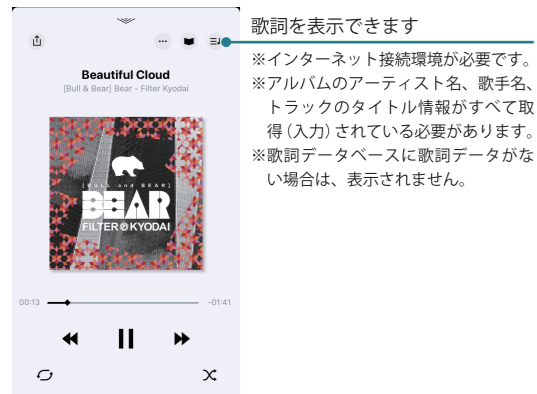 歌詞を表示できます
※インターネット接続環境が必要です。
※アルバムのアーティスト名、歌手名、
トラックのタイトル情報がすべて取
得(入力)されている必要があります。
※歌詞データベースに歌詞データがな
い場合は、表示されません。
Beautiful Cloud
[Bull & Bear] Bear - Filter Kyodai
[BULL and BEAR]
BEAR
FILTER KYODAI
00:13
-01:41